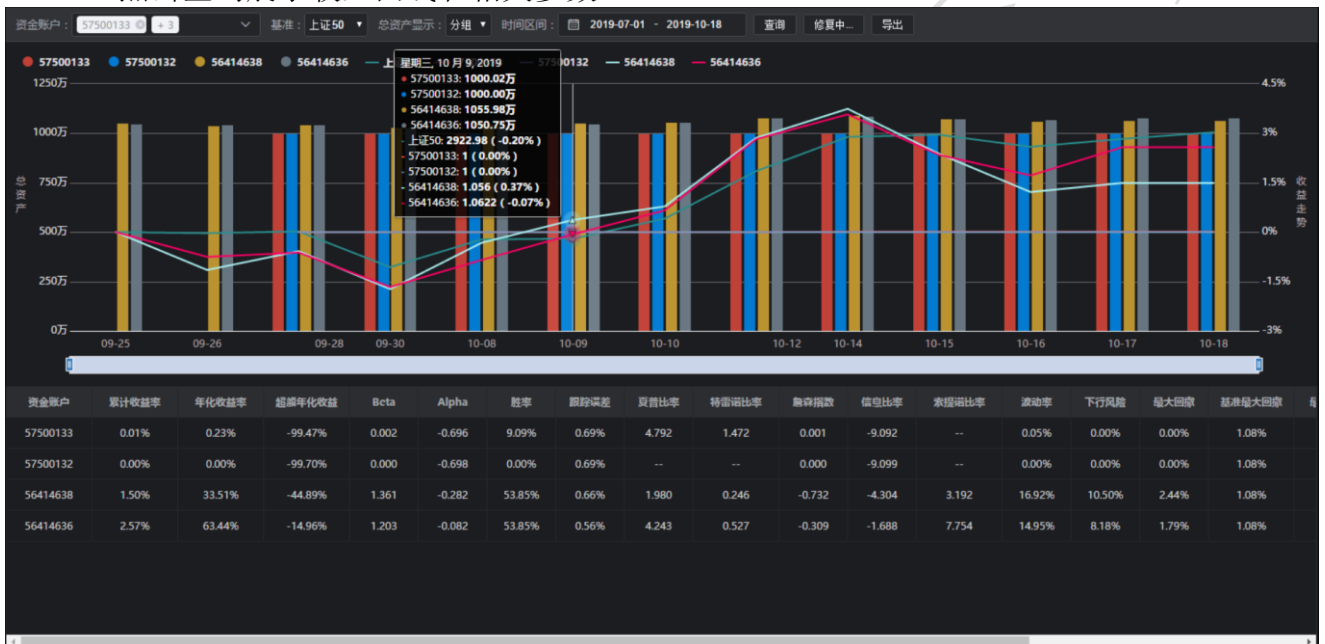 资金账户： 57500133 + 3 基准： 上证50 总资产显示： 分组 时间区间： 2019-07-01 - 2019-10-18 查询 修复中... 导出
57500133 57500132 56414638 56414636 上 57500132 56414638 56414636
星期三, 10 月 9, 2019
57500133: 1000.02万
57500132: 1000.00万
56414638: 1055.98万
56414636: 1050.75万
上证50: 2922.98 ( -0.20% )
57500133: 1 ( 0.00% )
57500132: 1 ( 0.00% )
56414638: 1.056 ( 0.37% )
56414636: 1.0622 ( -0.07% )
1250万 4.5%
1000万 3%
750万 1.5%
500万 0%
250万 -1.5%
0万 -3%
总资产
收益走势
09-25 09-26 09-28 09-30 10-08 10-09 10-10 10-12 10-14 10-15 10-16 10-17 10-18
资金账户 累计收益率 年化收益率 超额年化收益 Beta Alpha 胜率 跟踪误差 夏普比率 特雷诺比率 詹森指数 信息比率 索提诺比率 波动率 下行风险 最大回撤 基准最大回撤
57500133 0.01% 0.23% -99.47% 0.002 -0.696 9.09% 0.69% 4.792 1.472 0.001 -9.092 -- 0.05% 0.00% 0.00% 1.08%
57500132 0.00% 0.00% -99.70% 0.000 -0.698 0.00% 0.69% -- -- 0.000 -9.099 -- 0.00% 0.00% 0.00% 1.08%
56414638 1.50% 33.51% -44.89% 1.361 -0.282 53.85% 0.66% 1.980 0.246 -0.732 -4.304 3.192 16.92% 10.50% 2.44% 1.08%
56414636 2.57% 63.44% -14.96% 1.203 -0.082 53.85% 0.56% 4.243 0.527 -0.309 -1.688 7.754 14.95% 8.18% 1.79% 1.08%